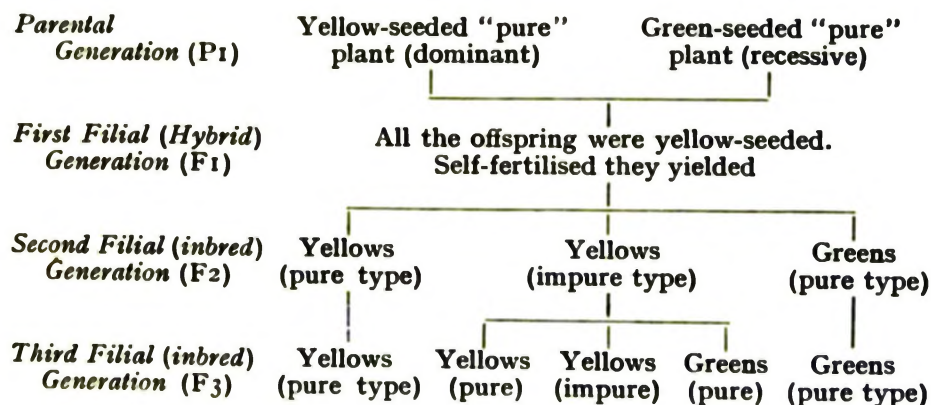 Parental Yellow-seeded “pure” Green-seeded “pure”
Generation (P1) plant (dominant) plant (recessive)
First Filial (Hybrid) All the offspring were yellow-seeded.
Generation (F1) Self-fertilised they yielded
Second Filial (inbred) Yellows Yellows Greens
Generation (F2) (pure type) (impure type) (pure type)
Third Filial (inbred) Yellows Yellows Yellows Greens Greens
Generation (F3) (pure type) (pure) (impure) (pure) (pure type)